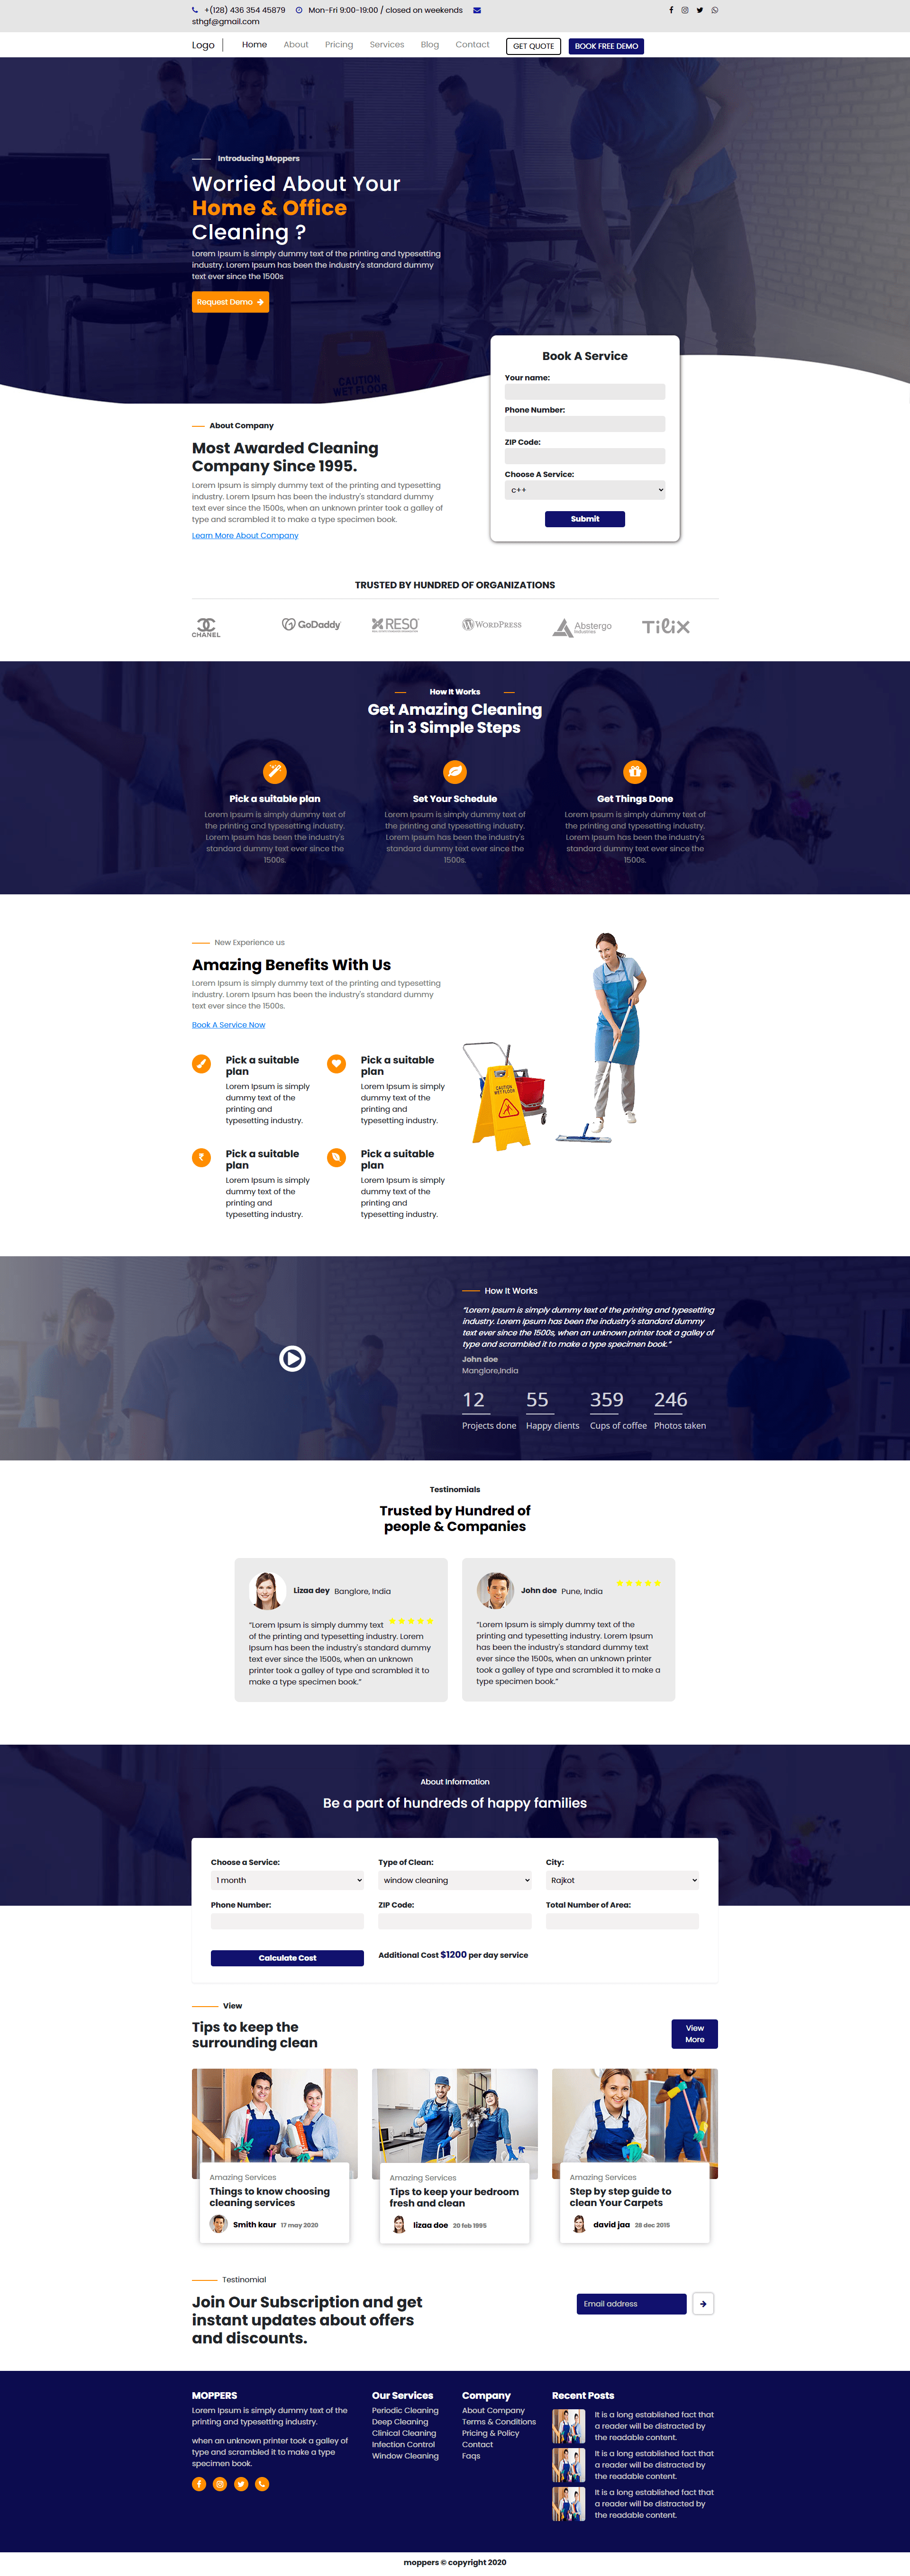 +(128) 436 354 45879 Mon-Fri 9:00-19:00 / closed on weekends
sthgf@gmail.com
Logo Home About Pricing Services Blog Contact GET QUOTE BOOK FREE DEMO
Introducing Moppers
Worried About Your
Home & Office
Cleaning ?
Lorem Ipsum is simply dummy text of the printing and typesetting
industry. Lorem Ipsum has been the industry's standard dummy
text ever since the 1500s
Request Demo
CAUTION
WET FLOOR
Book A Service
Your name:
Phone Number:
ZIP Code:
Choose A Service:
c++
Submit
About Company
Most Awarded Cleaning
Company Since 1995.
Lorem Ipsum is simply dummy text of the printing and typesetting
industry. Lorem Ipsum has been the industry's standard dummy
text ever since the 1500s, when an unknown printer took a galley of
type and scrambled it to make a type specimen book.
Learn More About Company
TRUSTED BY HUNDRED OF ORGANIZATIONS
CHANEL
GoDaddy
RESO
WORDPRESS
Abstergo
Industries
TiliX
How It Works
Get Amazing Cleaning
in 3 Simple Steps
Pick a suitable plan
Lorem Ipsum is simply dummy text of
the printing and typesetting industry.
Lorem Ipsum has been the industry's
standard dummy text ever since the
1500s.
Set Your Schedule
Lorem Ipsum is simply dummy text of
the printing and typesetting industry.
Lorem Ipsum has been the industry's
standard dummy text ever since the
1500s.
Get Things Done
Lorem Ipsum is simply dummy text of
the printing and typesetting industry.
Lorem Ipsum has been the industry's
standard dummy text ever since the
1500s.
New Experience us
Amazing Benefits With Us
Lorem Ipsum is simply dummy text of the printing and typesetting
industry. Lorem Ipsum has been the industry's standard dummy
text ever since the 1500s.
Book A Service Now
Pick a suitable
plan
Lorem Ipsum is simply
dummy text of the
printing and
typesetting industry.
Pick a suitable
plan
Lorem Ipsum is simply
dummy text of the
printing and
typesetting industry.
Pick a suitable
plan
Lorem Ipsum is simply
dummy text of the
printing and
typesetting industry.
Pick a suitable
plan
Lorem Ipsum is simply
dummy text of the
printing and
typesetting industry.
CAUTION
WET FLOOR
How It Works
“Lorem Ipsum is simply dummy text of the printing and typesetting
industry. Lorem Ipsum has been the industry's standard dummy
text ever since the 1500s, when an unknown printer took a galley of
type and scrambled it to make a type specimen book.”
John doe
Manglore,India
12 55 359 246
Projects done Happy clients Cups of coffee Photos taken
Testimonials
Trusted by Hundred of
people & Companies
Lizaa dey Banglore, India
“Lorem Ipsum is simply dummy text
of the printing and typesetting industry. Lorem
Ipsum has been the industry's standard dummy
text ever since the 1500s, when an unknown
printer took a galley of type and scrambled it to
make a type specimen book.”
John doe Pune, India
“Lorem Ipsum is simply dummy text of the
printing and typesetting industry. Lorem Ipsum
has been the industry's standard dummy text
ever since the 1500s, when an unknown printer
took a galley of type and scrambled it to make a
type specimen book.”
About Information
Be a part of hundreds of happy families
Choose a Service: Type of Clean: City:
1 month window cleaning Rajkot
Phone Number: ZIP Code: Total Number of Area:
Calculate Cost Additional Cost $1200 per day service
View
Tips to keep the
surrounding clean
View
More
Amazing Services
Things to know choosing
cleaning services
Smith kaur 17 may 2020
Amazing Services
Tips to keep your bedroom
fresh and clean
lizaa doe 20 feb 1995
Amazing Services
Step by step guide to
clean Your Carpets
david jaa 28 dec 2015
Testinomial
Join Our Subscription and get
instant updates about offers
and discounts.
Email address
MOPPERS
Lorem Ipsum is simply dummy text of the
printing and typesetting industry.
when an unknown printer took a galley of
type and scrambled it to make a type
specimen book.
Our Services
Periodic Cleaning
Deep Cleaning
Clinical Cleaning
Infection Control
Window Cleaning
Company
About Company
Terms & Conditions
Pricing & Policy
Contact
Faqs
Recent Posts
It is a long established fact that
a reader will be distracted by
the readable content.
It is a long established fact that
a reader will be distracted by
the readable content.
It is a long established fact that
a reader will be distracted by
the readable content.
moppers © copyright 2020